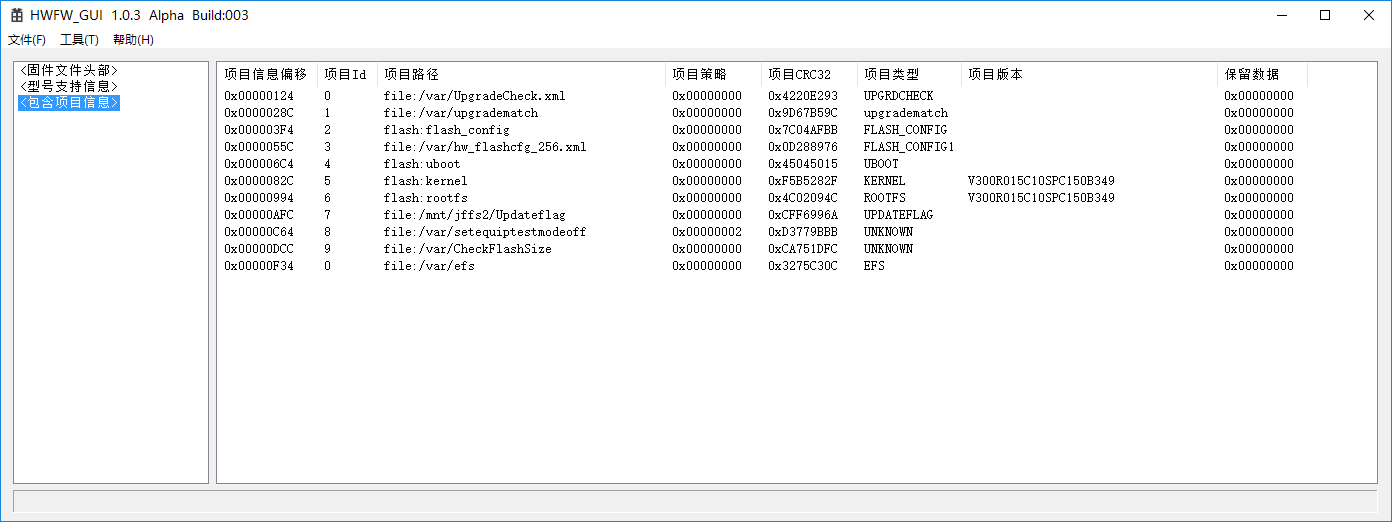 HWFW_GUI 1.0.3 Alpha Build:003
文件(F) 工具(T) 帮助(H)
<固件文件头部>
<型号支持信息>
<包含项目信息>
项目信息偏移 项目Id 项目路径 项目策略 项目CRC32 项目类型 项目版本 保留数据
0x00000124 0 file:/var/UpgradeCheck.xml 0x00000000 0x4220E293 UPGRDCHECK 0x00000000
0x0000028C 1 file:/var/upgradematch 0x00000000 0x9D67B59C upgradematch 0x00000000
0x000003F4 2 flash:flash_config 0x00000000 0x7C04AFBB FLASH_CONFIG 0x00000000
0x0000055C 3 file:/var/hw_flashcfg_256.xml 0x00000000 0x0D288976 FLASH_CONFIG1 0x00000000
0x000006C4 4 flash:uboot 0x00000000 0x45045015 UBOOT 0x00000000
0x0000082C 5 flash:kernel 0x00000000 0xF5B5282F KERNEL V300R015C10SPC150B349 0x00000000
0x00000994 6 flash:rootfs 0x00000000 0x4C02094C ROOTFS V300R015C10SPC150B349 0x00000000
0x00000AFC 7 file:/mnt/jffs2/Updateflag 0x00000000 0xCFF6996A UPDATEFLAG 0x00000000
0x00000C64 8 file:/var/setequiptestmodeoff 0x00000002 0xD3779BBB UNKNOWN 0x00000000
0x00000DCC 9 file:/var/CheckFlashSize 0x00000000 0xCA751DFC UNKNOWN 0x00000000
0x00000F34 0 file:/var/efs 0x00000000 0x3275C30C EFS 0x00000000